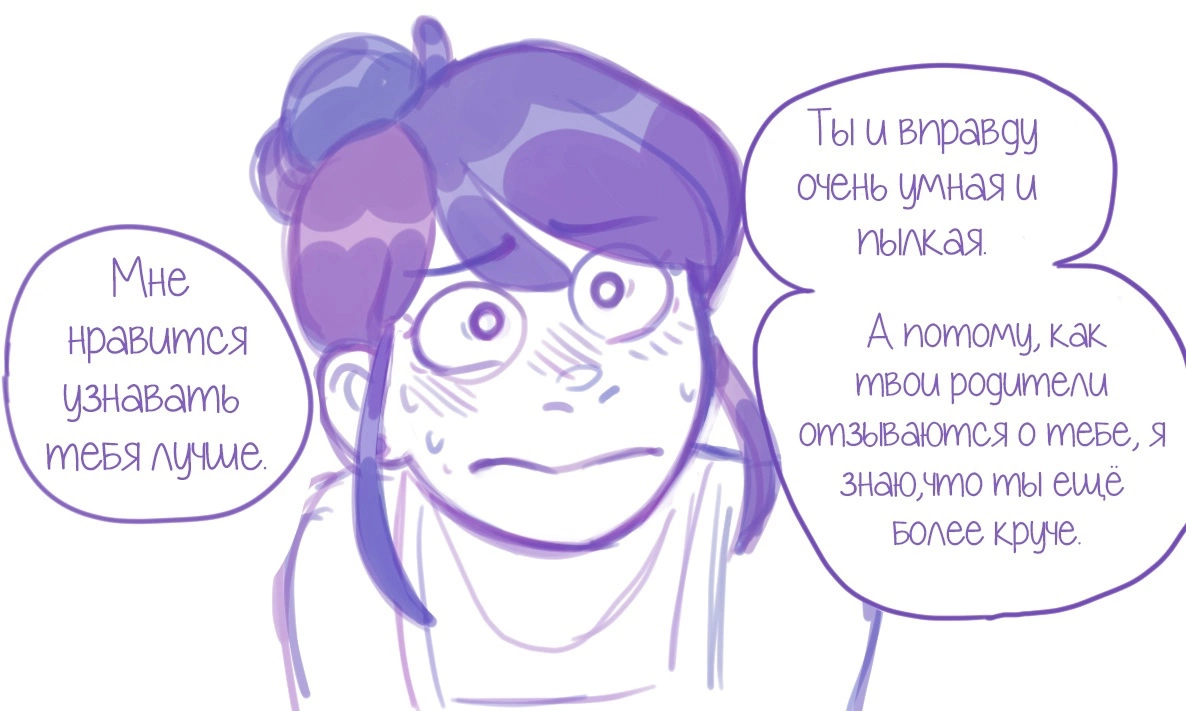 Мне
нравится
узнавать
тебя лучше.
Ты и вправду
очень умная и
пылкая.
А потому, как
твои родители
отзываются о тебе, я
знаю,что ты ещё
более круче.